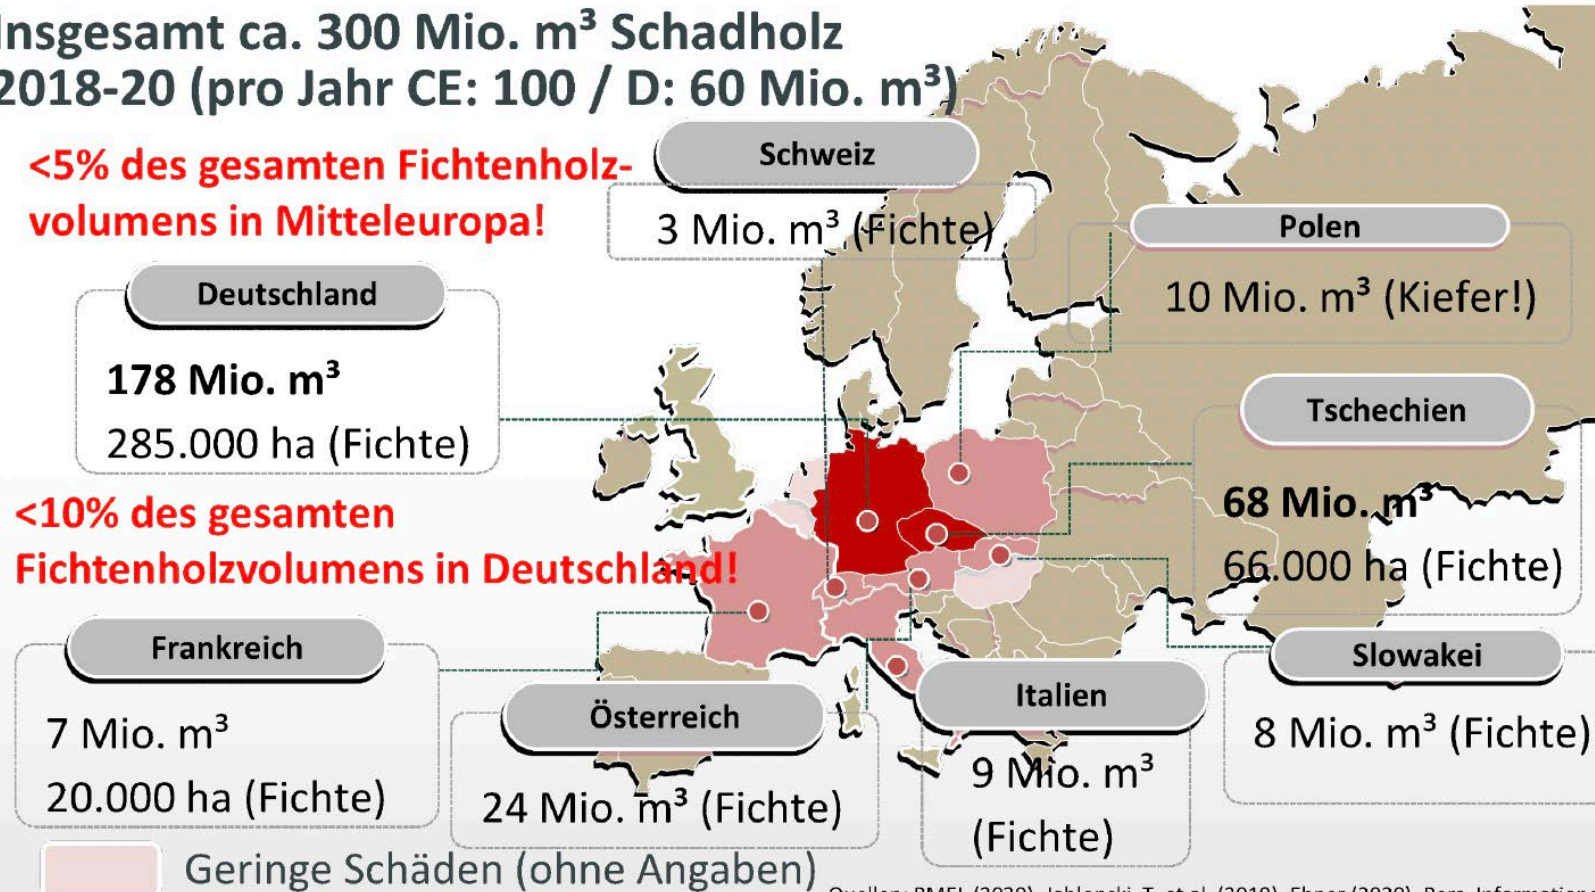 Insgesamt ca. 300 Mio. m³ Schadholz
2018-20 (pro Jahr CE: 100 / D: 60 Mio. m³)
<5% des gesamten Fichtenholz-
volumens in Mitteleuropa!
Schweiz
3 Mio. m³ (Fichte)
Polen
10 Mio. m³ (Kiefer!)
Deutschland
178 Mio. m³
285.000 ha (Fichte)
Tschechien
68 Mio. m³
66.000 ha (Fichte)
<10% des gesamten
Fichtenholzvolumens in Deutschland!
Frankreich
7 Mio. m³
20.000 ha (Fichte)
Österreich
24 Mio. m³ (Fichte)
Italien
9 Mio. m³
(Fichte)
Slowakei
8 Mio. m³ (Fichte)
Geringe Schäden (ohne Angaben)